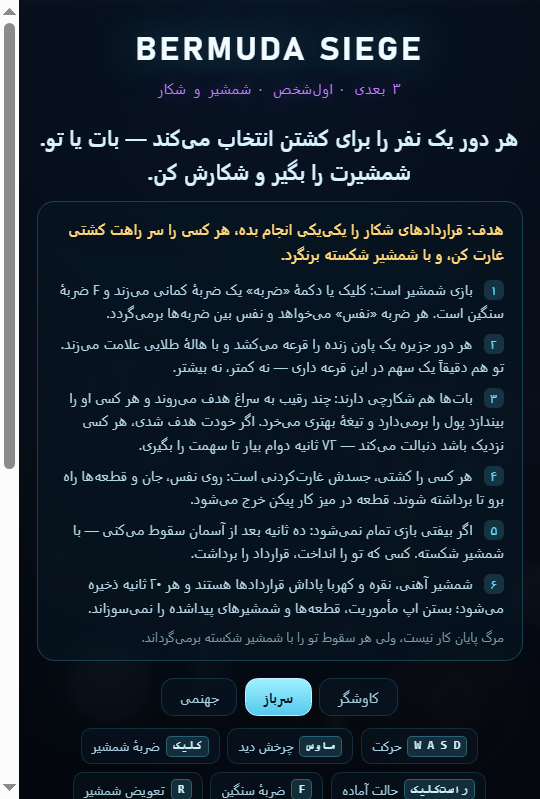 BERMUDA SIEGE
۳ بعدی · اول‌شخص · شمشیر و شکار
هر دور یک نفر را برای کشتن انتخاب می‌کند — بات یا تو.
شمشیرت را بگیر و شکارش کن.
هدف: قراردادهای شکار را یکی‌یکی انجام بده، هر کسی را سر راهت کشتی
غارت کن، و با شمشیر شکسته برنگرد.
۱ بازی شمشیر است: کلیک یا دکمهٔ «ضربه» یک ضربهٔ کمانی می‌زند و F ضربهٔ
سنگین است. هر ضربه «نفس» می‌خواهد و نفس بین ضربه‌ها برمی‌گردد.
۲ هر دور جزیره یک پاون زنده را قرعه می‌کشد و با هالهٔ طلایی علامت می‌زند.
تو هم دقیقاً یک سهم در این قرعه داری — نه کمتر، نه بیشتر.
۳ بات‌ها هم شکارچی دارند: چند رقیب به سراغ هدف می‌روند و هر کسی او را
بیندازد پول را برمی‌دارد و تیغهٔ بهتری می‌خرد. اگر خودت هدف شدی، هر کسی
نزدیک باشد دنبالت می‌کند — ۷۲ ثانیه دوام بیار تا سهمت را بگیری.
۴ هر کسی را کشتی، جسدش غارت‌کردنی است: روی نفس، جان و قطعه‌ها راه
برو تا برداشته شوند. قطعه در میز کار پیکن خرج می‌شود.
۵ اگر بیفتی بازی تمام نمی‌شود: ده ثانیه بعد از آسمان سقوط می‌کنی — با
شمشیر شکسته. کسی که تو را انداخت، قرارداد را برداشت.
۶ شمشیر آهنی، نقره و کهربا پاداش قراردادها هستند و هر ۲۰ ثانیه ذخیره
می‌شود؛ بستن اپ مأموریت، قطعه‌ها و شمشیرهای پیداشده را نمی‌سوزاند.
مرگ پایان کار نیست، ولی هر سقوط تو را با شمشیر شکسته برمی‌گرداند.
کاوشگر سرباز جهنمی
W A S D حرکت ماوس چرخش دید کلیک ضربهٔ شمشیر
راست‌کلیک حالت آماده F ضربهٔ سنگین R تعویض شمشیر